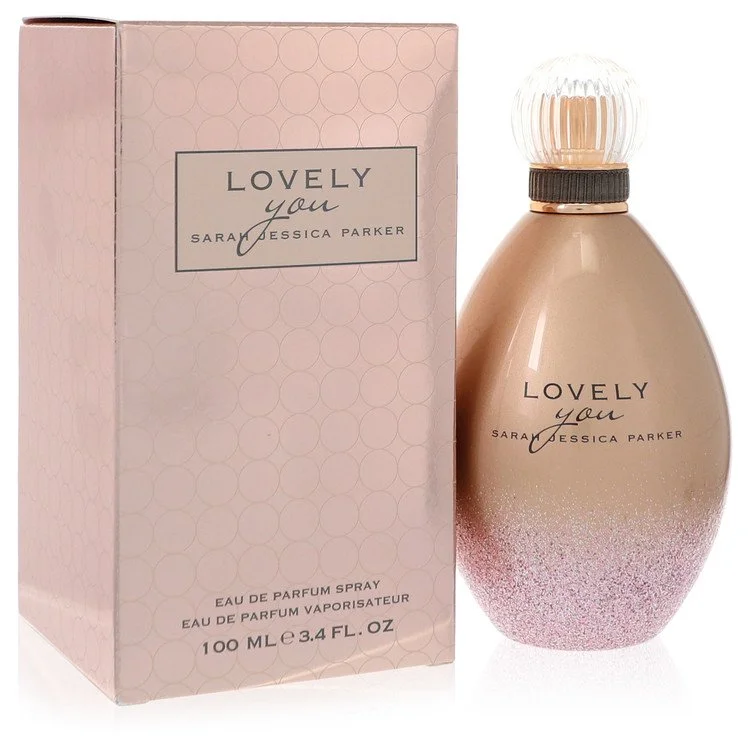 LOVELY
you
SARAH JESSICA PARKER
EAU DE PARFUM SPRAY
EAU DE PARFUM VAPORISATEUR
100 ML e 3.4 FL. OZ
LOVELY
you
SARAH JESSICA PARKER